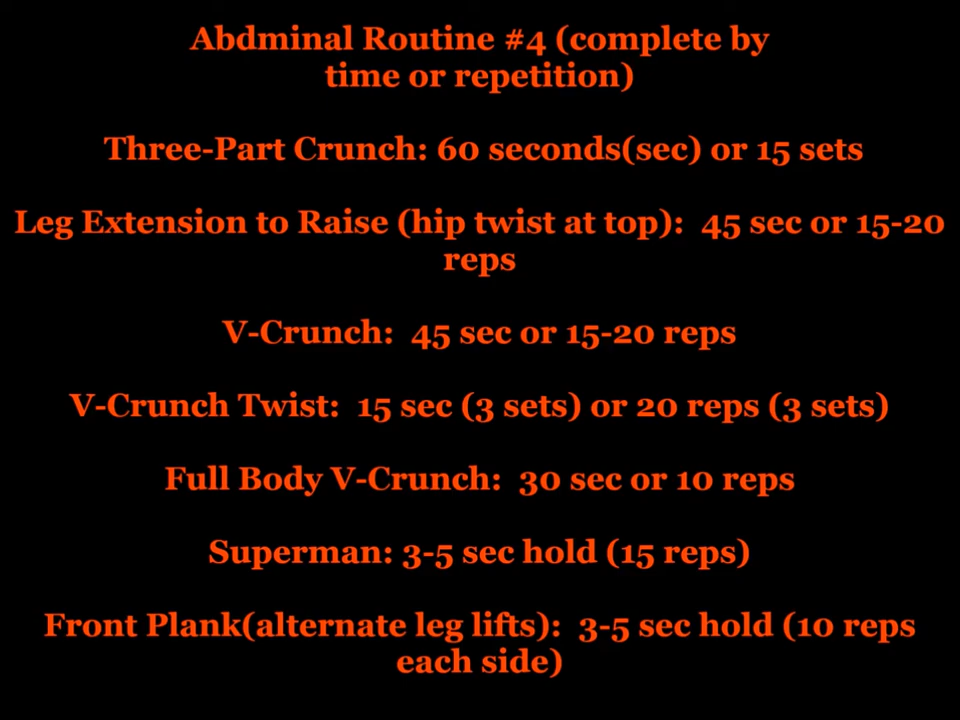 Abdminal Routine #4 (complete by
time or repetition)
Three-Part Crunch: 60 seconds(sec) or 15 sets
Leg Extension to Raise (hip twist at top):  45 sec or 15-20
reps
V-Crunch:  45 sec or 15-20 reps
V-Crunch Twist:  15 sec (3 sets) or 20 reps (3 sets)
Full Body V-Crunch:  30 sec or 10 reps
Superman: 3-5 sec hold (15 reps)
Front Plank(alternate leg lifts):  3-5 sec hold (10 reps
each side)